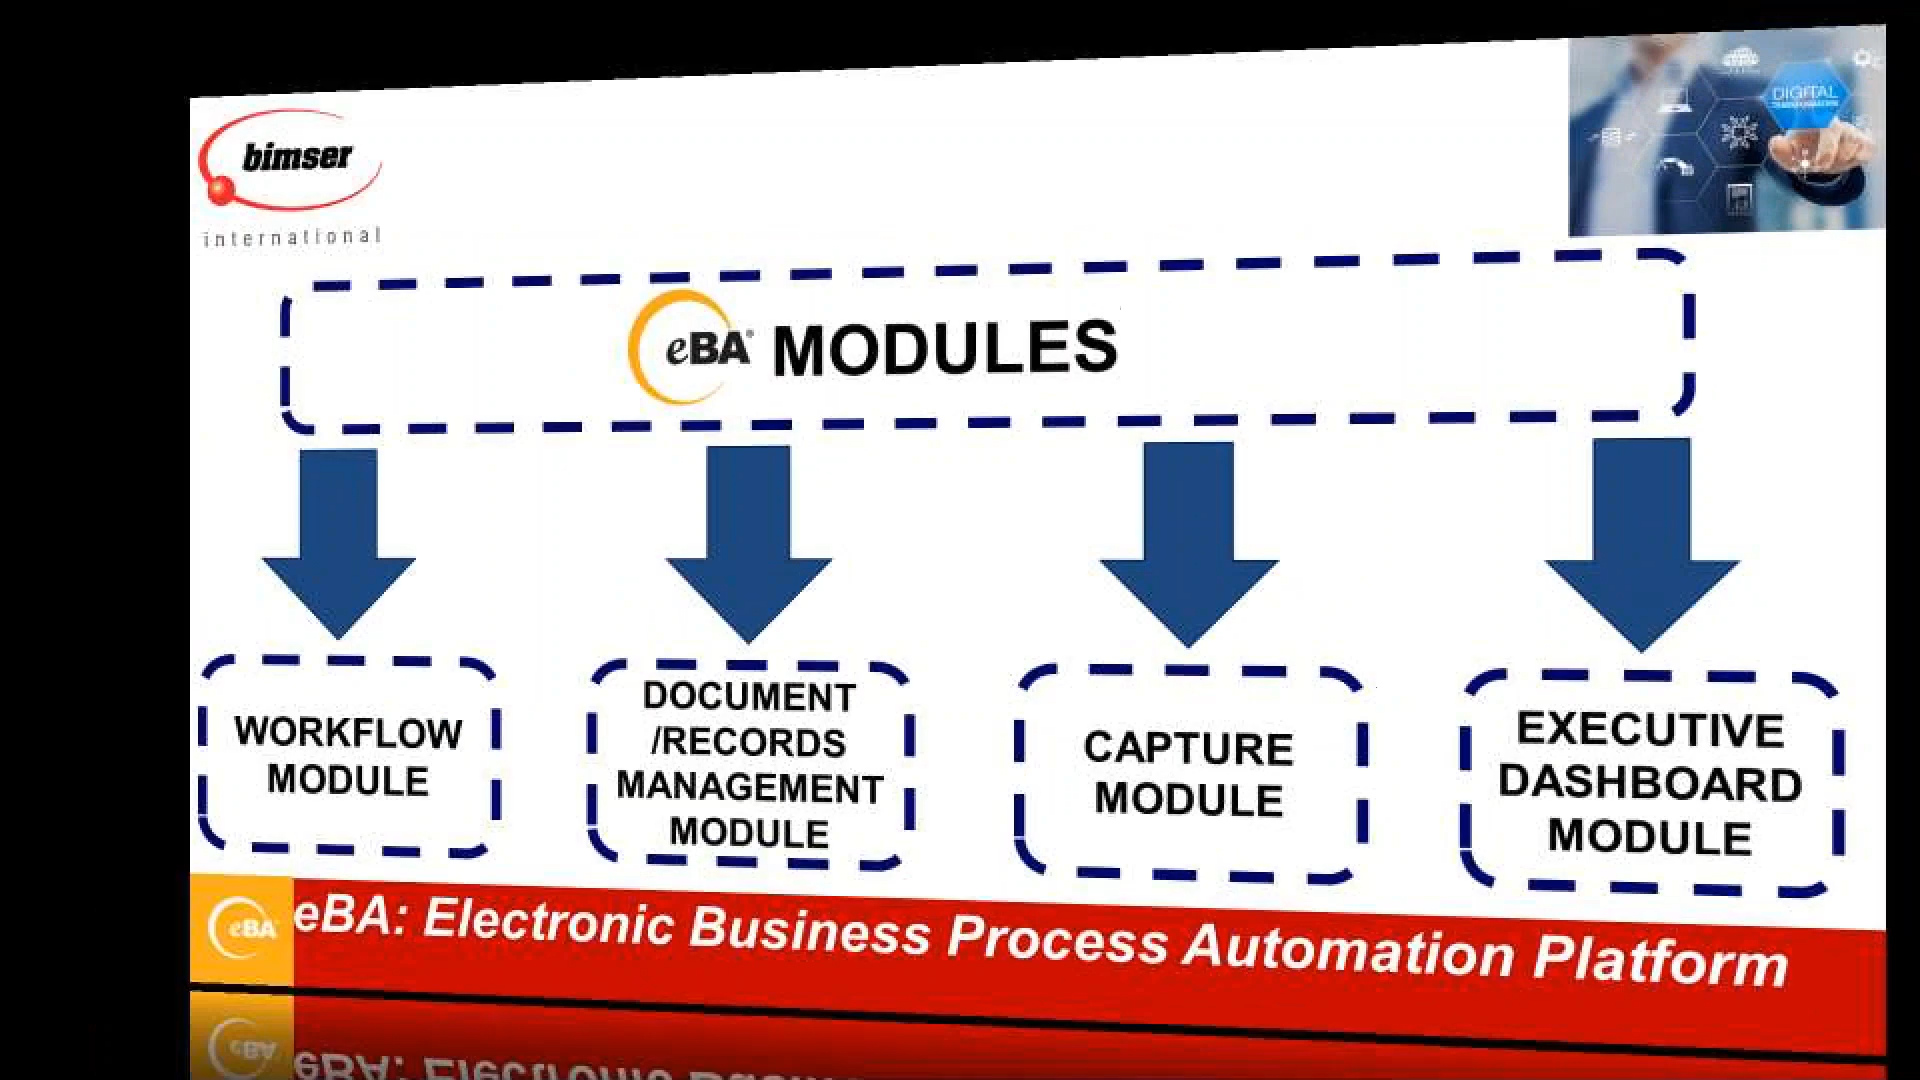 bimser
international
DIGITAL
TRANSFORMATION
eBA® MODULES
WORKFLOW
MODULE
DOCUMENT
/RECORDS
MANAGEMENT
MODULE
CAPTURE
MODULE
EXECUTIVE
DASHBOARD
MODULE
eBA
eBA: Electronic Business Process Automation Platform